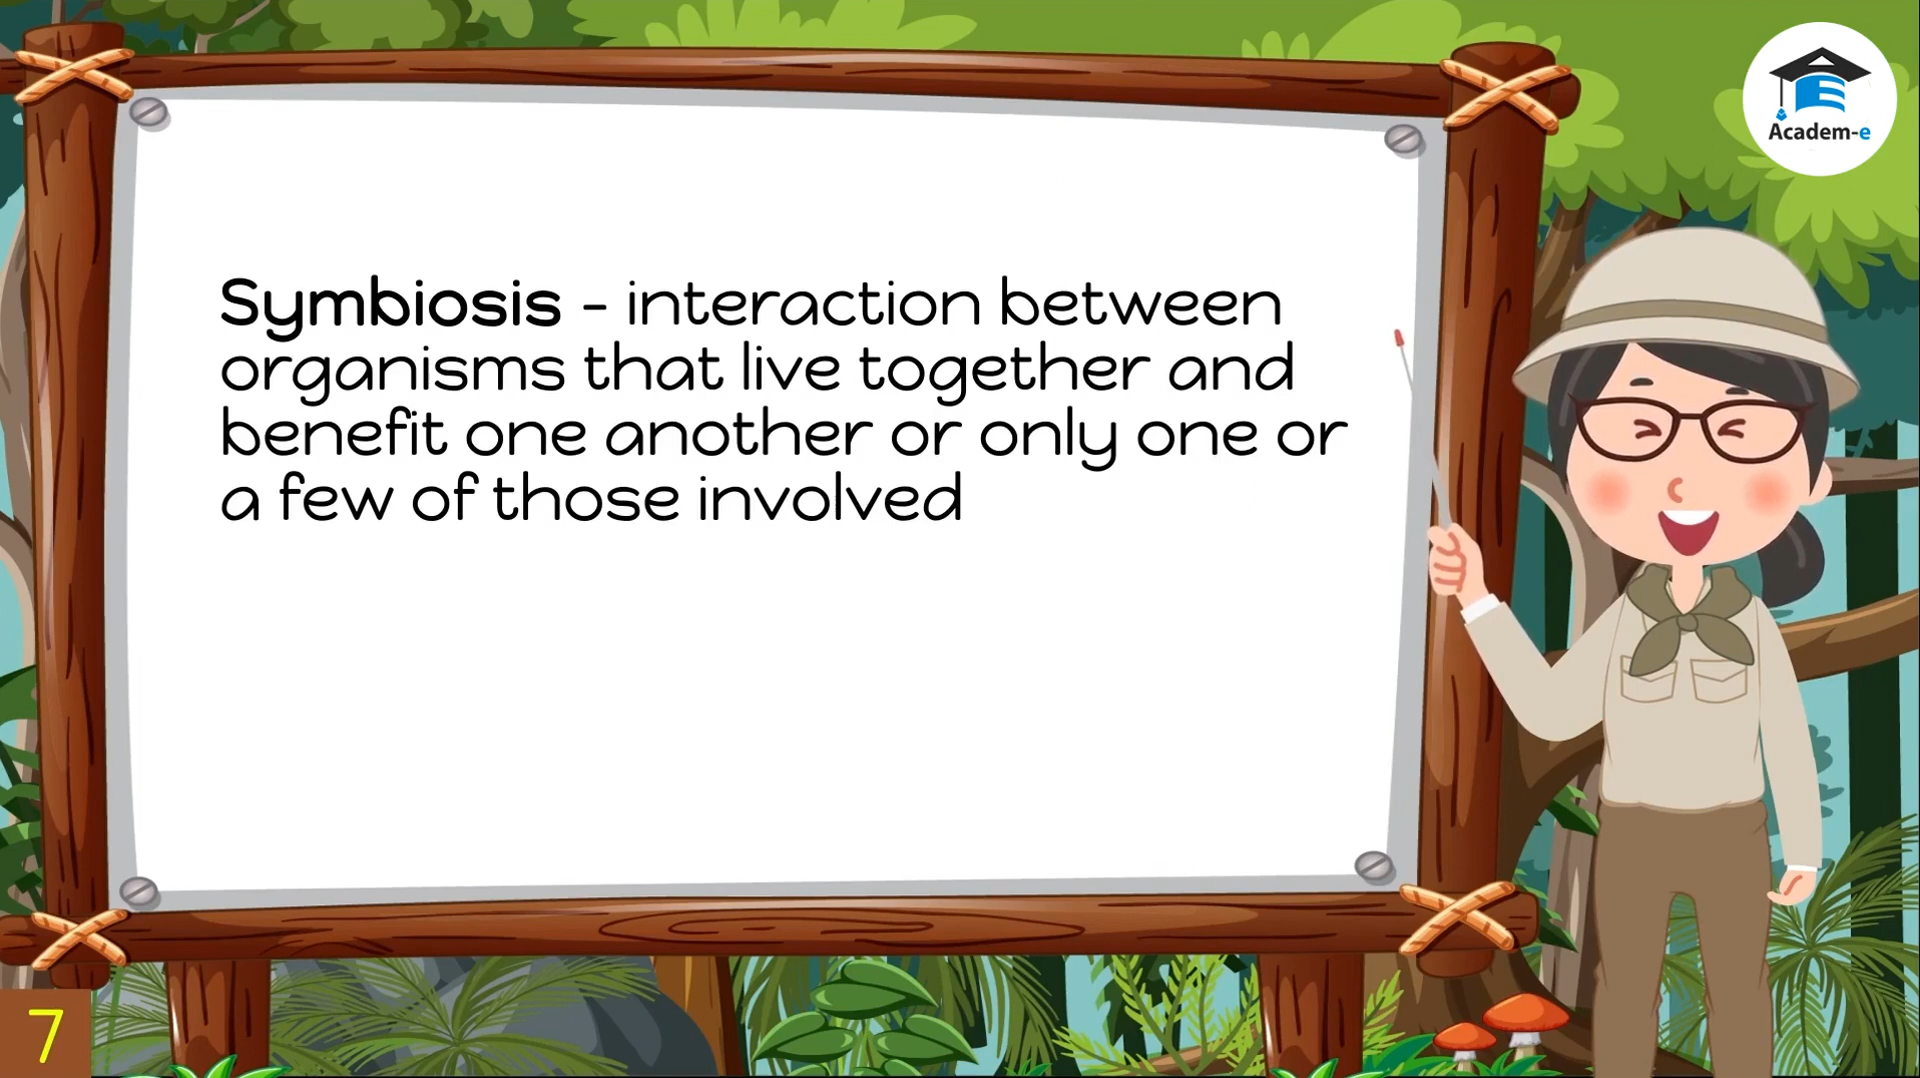 Academ-e
Symbiosis - interaction between
organisms that live together and
benefit one another or only one or
a few of those involved
7